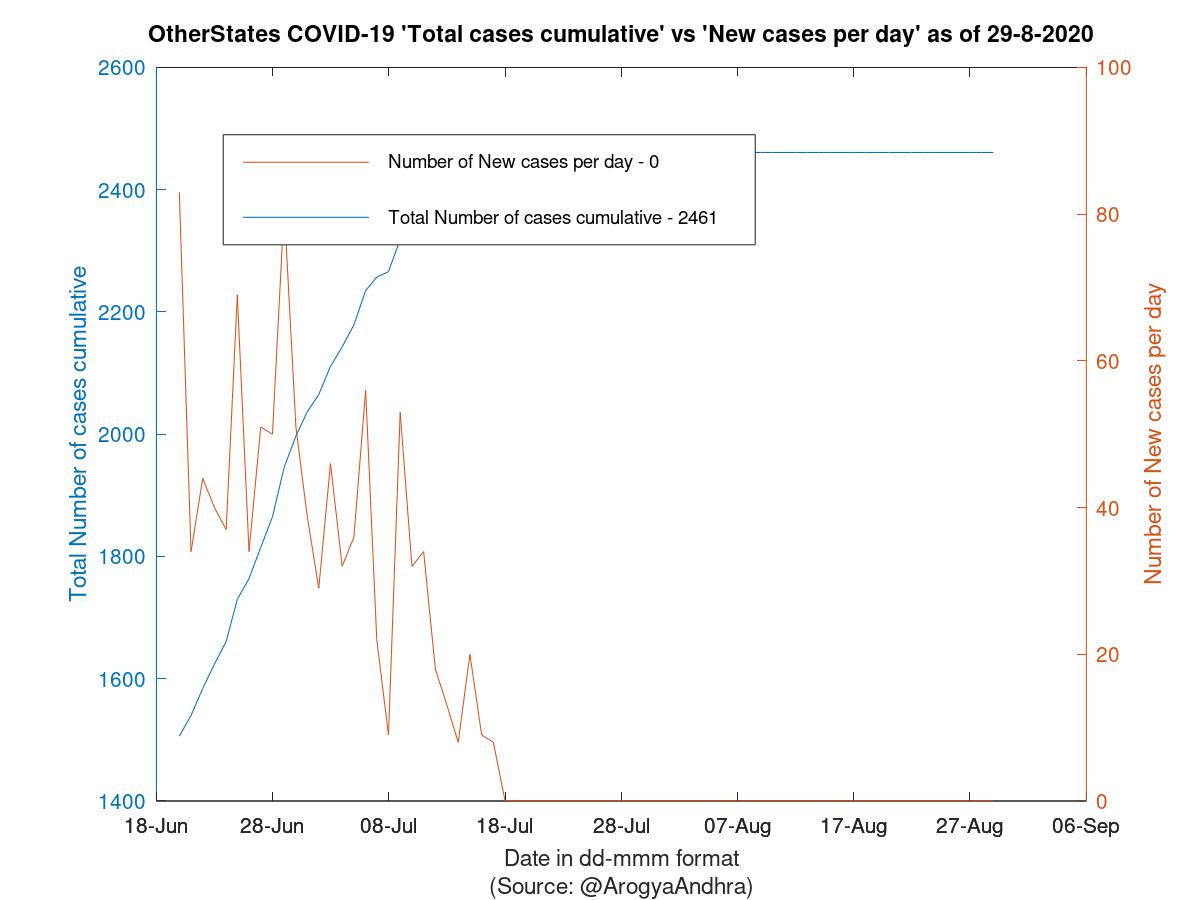 OtherStates COVID-19 'Total cases cumulative' vs 'New cases per day' as of 29-8-2020
2600
2400
2200
2000
1800
1600
1400
Total Number of cases cumulative
100
80
60
40
20
0
Number of New cases per day
Number of New cases per day - 0
Total Number of cases cumulative - 2461
18-Jun 28-Jun 08-Jul 18-Jul 28-Jul 07-Aug 17-Aug 27-Aug 06-Sep
Date in dd-mmm format
(Source: @ArogyaAndhra)